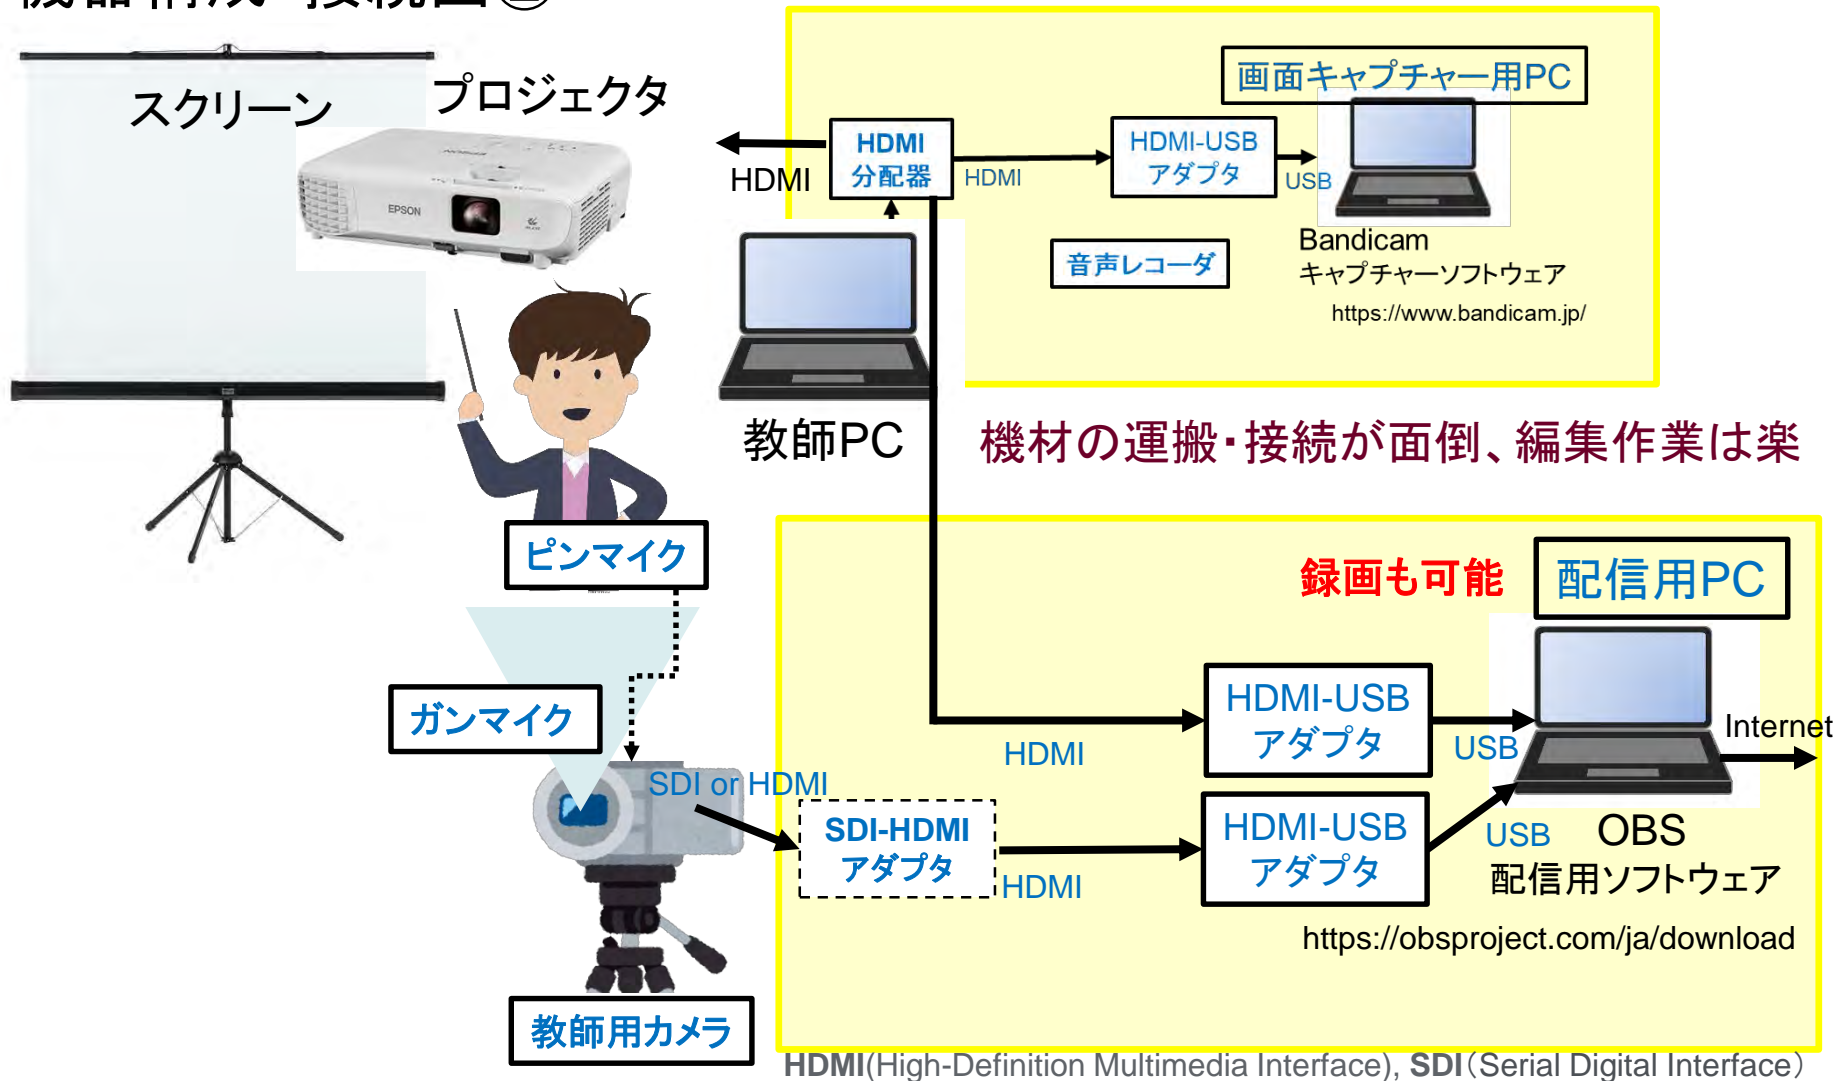 スクリーン
プロジェクタ
EPSON
HDMI
HDMI
分配器
HDMI
HDMI-USB
アダプタ
USB
画面キャプチャー用PC
音声レコーダ
Bandicam
キャプチャーソフトウェア
https://www.bandicam.jp/
教師PC
機材の運搬・接続が面倒、編集作業は楽
ピンマイク
ガンマイク
SDI or HDMI
教師用カメラ
録画も可能
配信用PC
HDMI
HDMI-USB
アダプタ
USB
Internet
SDI-HDMI
アダプタ
HDMI
HDMI-USB
アダプタ
USB
OBS
配信用ソフトウェア
https://obsproject.com/ja/download
HDMI(High-Definition Multimedia Interface), SDI(Serial Digital Interface)